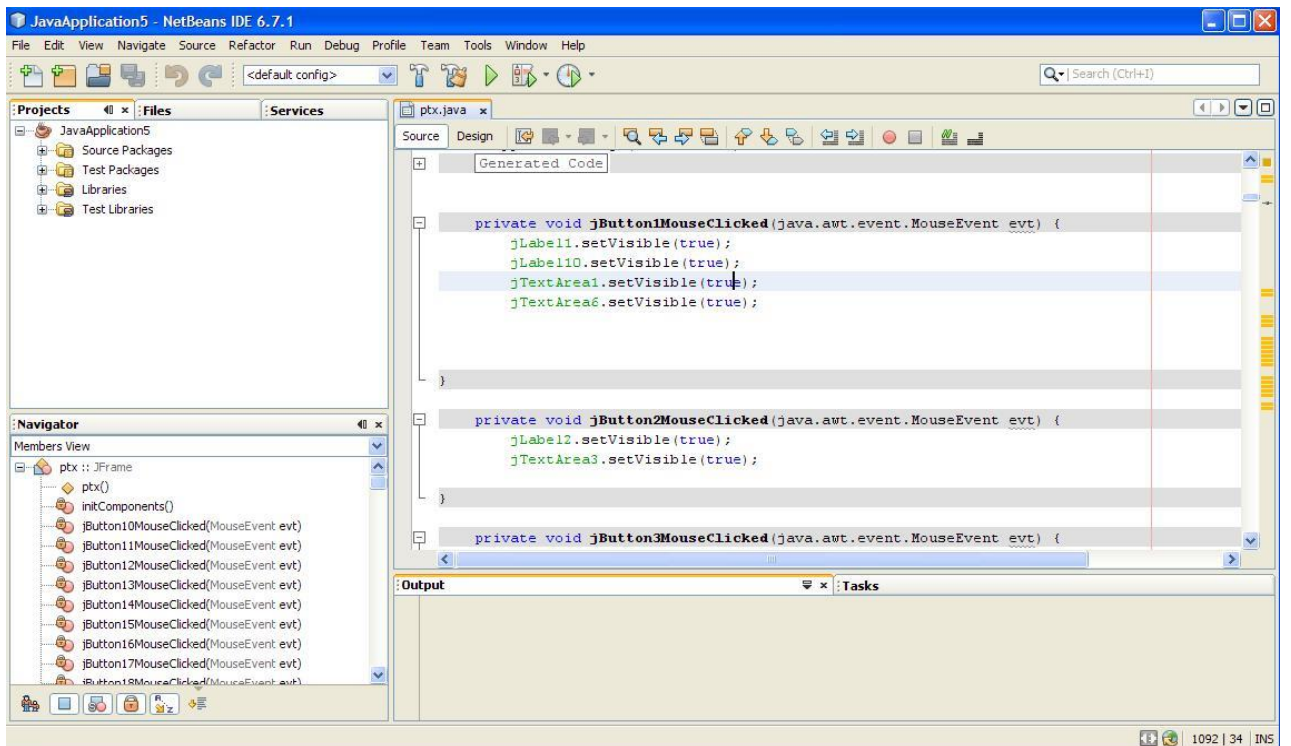 JavaApplication5 - NetBeans IDE 6.7.1
File Edit View Navigate Source Refactor Run Debug Profile Team Tools Window Help
<default config>
Search (Ctrl+I)
Projects Files Services
ptx.java
Source Design
JavaApplication5
Source Packages
Test Packages
Libraries
Test Libraries
Generated Code
private void jButton1MouseClicked(java.awt.event.MouseEvent evt) {
jLabel1.setVisible(true);
jLabel10.setVisible(true);
jTextArea1.setVisible(true);
jTextArea6.setVisible(true);
}
private void jButton2MouseClicked(java.awt.event.MouseEvent evt) {
jLabel2.setVisible(true);
jTextArea3.setVisible(true);
}
private void jButton3MouseClicked(java.awt.event.MouseEvent evt) {
Navigator
Members View
ptx :: JFrame
ptx()
initComponents()
jButton10MouseClicked(MouseEvent evt)
jButton11MouseClicked(MouseEvent evt)
jButton12MouseClicked(MouseEvent evt)
jButton13MouseClicked(MouseEvent evt)
jButton14MouseClicked(MouseEvent evt)
jButton15MouseClicked(MouseEvent evt)
jButton16MouseClicked(MouseEvent evt)
jButton17MouseClicked(MouseEvent evt)
jButton18MouseClicked(MouseEvent evt)
Output Tasks
1092 | 34 INS